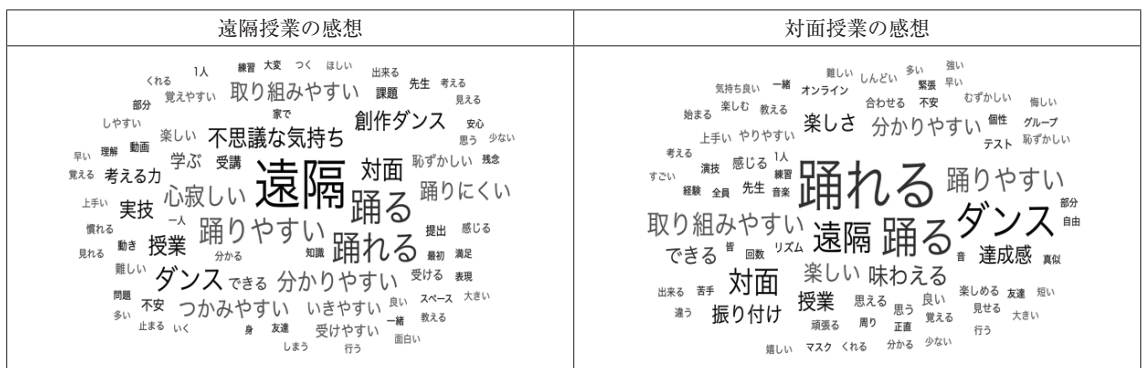 遠隔授業の感想
練習 大変 つく ほしい
1人 出来る
くれる 取り組みやすい 先生 考える
覚えやすい 課題 見える
部分 家で
しやすい 創作ダンス 安心
楽しい 不思議な気持ち 思う 少ない
早い 理解 動画 学ぶ 受講 遠隔 対面 恥ずかしい 残念
覚える 考える力
心寂しい 踊る 踊りにくい
上手い 実技
慣れる 一人 踊りやすい 提出 感じる
見れる 動き 授業 分かる 知識 踊れる 最初 満足
難しい ダンス できる 分かりやすい 受ける 表現
問題 不安 つかみやすい いきやすい 良い スペース 大きい
多い 止まる いく 身 友達 受けやすい 一緒 教える
しまう 行う 面白い
対面授業の感想
難しい しんどい 多い 強い
気持ち良い 一緒 オンライン 緊張 早い
始まる 楽しむ 教える 合わせる 不安 むずかしい 悔しい
上手い やりやすい 楽しさ 分かりやすい 個性 グループ
テスト 恥ずかしい
考える 演技 感じる 1人
すごい 練習 踊れる 踊りやすい
経験 全員 先生 音楽
取り組みやすい 遠隔 踊る ダンス 部分
自由
できる 皆 回数 リズム 音 達成感 真似
対面 楽しい 味わえる
出来る 苦手 授業 思える 良い 楽しめる 友達 短い
違う 振り付け 思う 覚える 見せる 大きい
頑張る 周り 正直 行う
嬉しい マスク くれる 分かる 少ない